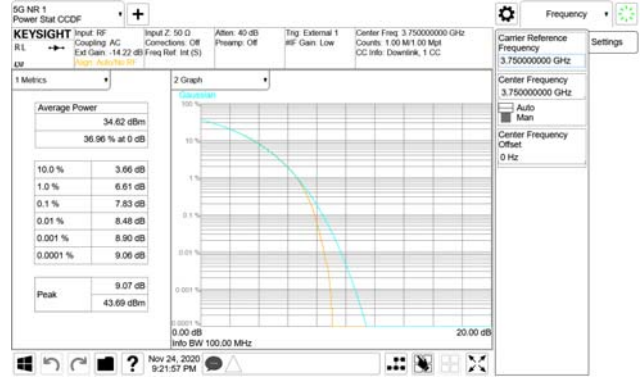 5G NR 1
Power Stat CCDF
Frequency
KEYSIGHT
RL
Input: RF
Coupling: AC
Ext Gain: -14.22 dB
Align: Auto/No RF
Input Z: 50 Ω
Corrections: Off
Freq Ref: Int (S)
Atten: 40 dB
Preamp: Off
Trig: External 1
#IF Gain: Low
Center Freq: 3.750000000 GHz
Counts: 1.00 M/1.00 Mpt
CC Info: Downlink, 1 CC
Carrier Reference
Frequency
3.750000000 GHz
Settings
Center Frequency
3.750000000 GHz
Auto
Man
Center Frequency
Offset
0 Hz
1 Metrics
Average Power
34.62 dBm
36.96 % at 0 dB
10.0 % 3.66 dB
1.0 % 6.61 dB
0.1 % 7.83 dB
0.01 % 8.48 dB
0.001 % 8.90 dB
0.0001 % 9.06 dB
Peak
9.07 dB
43.69 dBm
2 Graph
Gaussian
100 %
10 %
1 %
0.1 %
0.01 %
0.001 %
0.0001 %
0.00 dB
20.00 dB
Info BW 100.00 MHz
Nov 24, 2020
9:21:57 PM